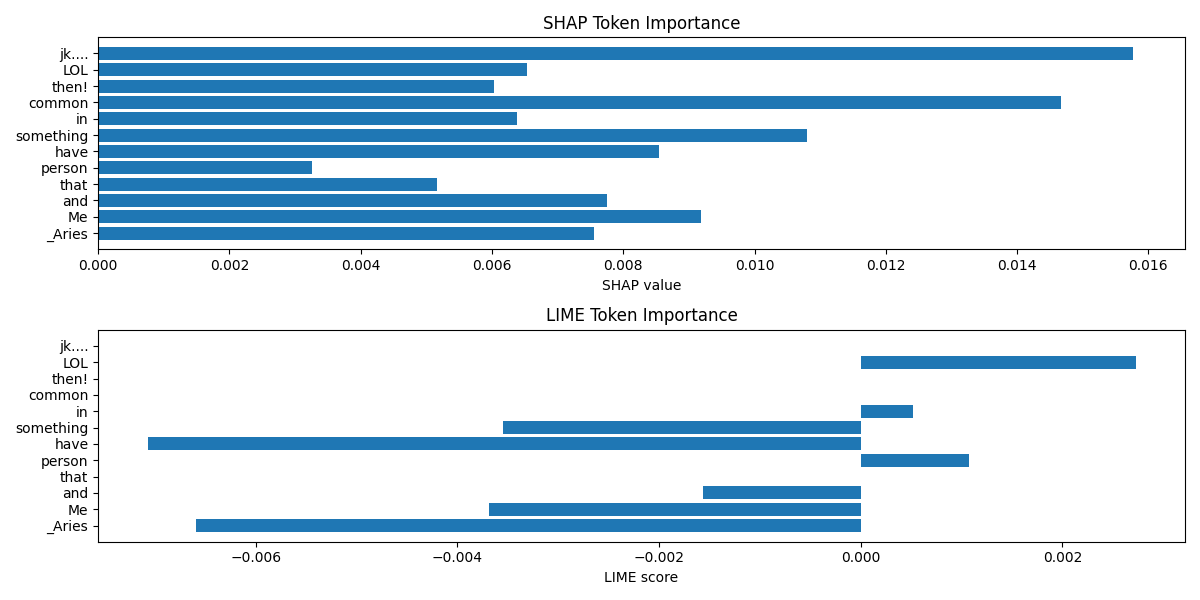 SHAP Token Importance
jk....
LOL
then!
common
in
something
have
person
that
and
Me
_Aries
0.000 0.002 0.004 0.006 0.008 0.010 0.012 0.014 0.016
SHAP value
LIME Token Importance
jk....
LOL
then!
common
in
something
have
person
that
and
Me
_Aries
−0.006 −0.004 −0.002 0.000 0.002
LIME score